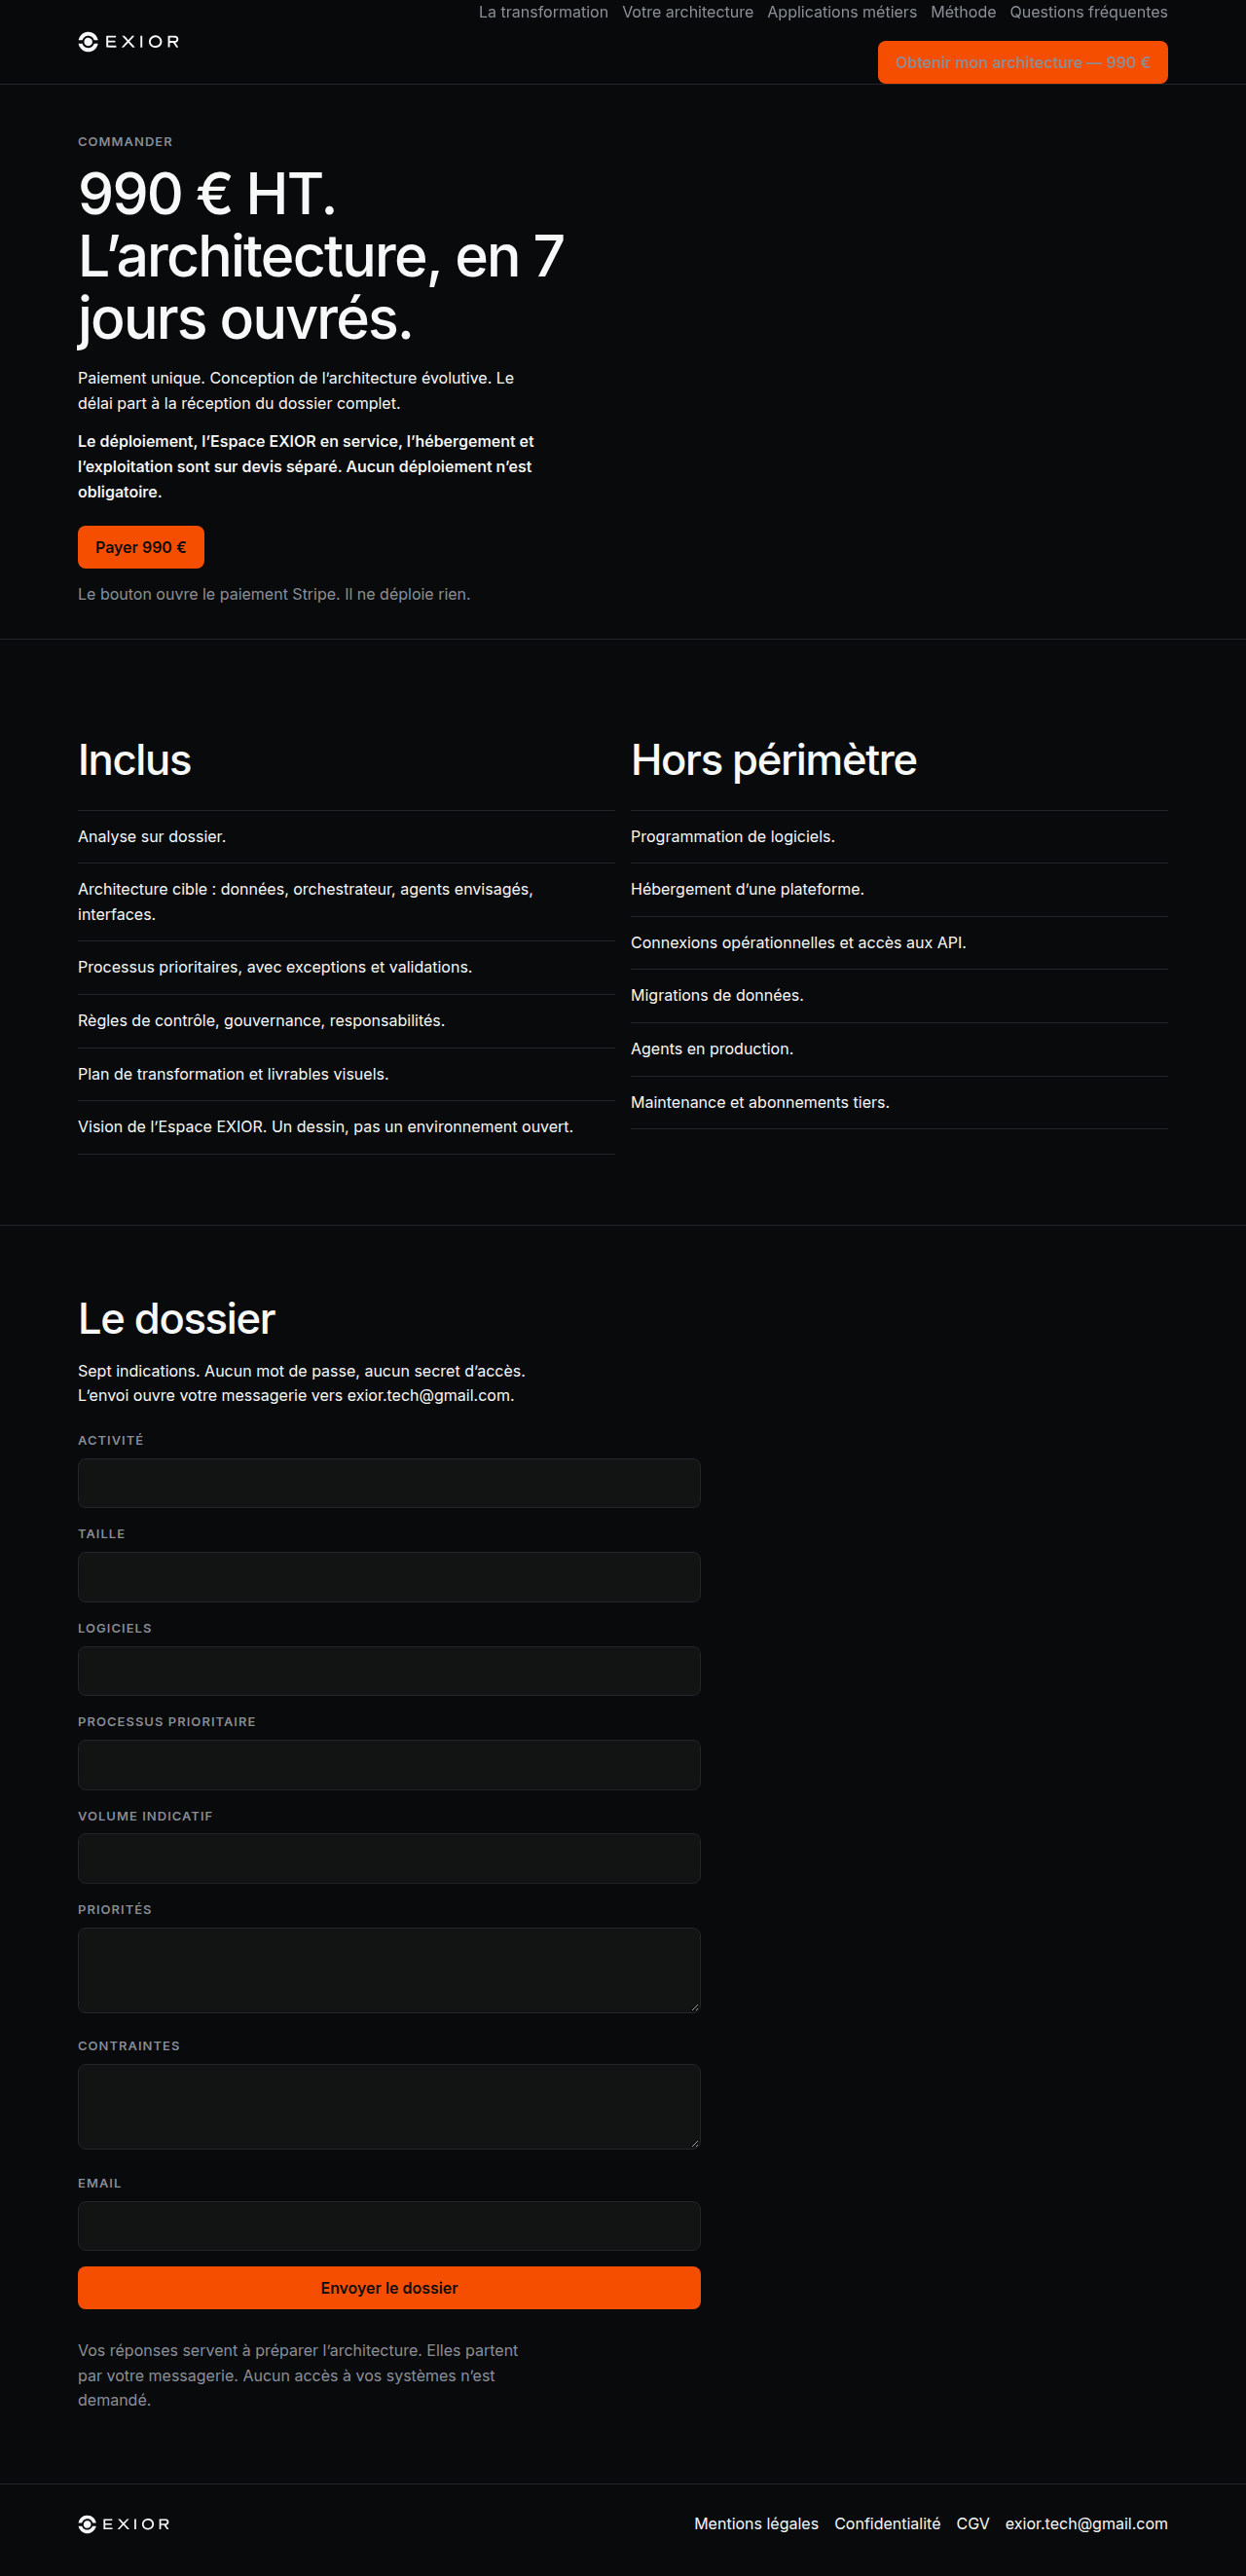 La transformation Votre architecture Applications métiers Méthode Questions fréquentes
EXIOR
Obtenir mon architecture — 990 €
COMMANDER
990 € HT.
L’architecture, en 7
jours ouvrés.
Paiement unique. Conception de l’architecture évolutive. Le
délai part à la réception du dossier complet.
Le déploiement, l’Espace EXIOR en service, l’hébergement et
l’exploitation sont sur devis séparé. Aucun déploiement n’est
obligatoire.
Payer 990 €
Le bouton ouvre le paiement Stripe. Il ne déploie rien.
Inclus
Analyse sur dossier.
Architecture cible : données, orchestrateur, agents envisagés,
interfaces.
Processus prioritaires, avec exceptions et validations.
Règles de contrôle, gouvernance, responsabilités.
Plan de transformation et livrables visuels.
Vision de l’Espace EXIOR. Un dessin, pas un environnement ouvert.
Hors périmètre
Programmation de logiciels.
Hébergement d’une plateforme.
Connexions opérationnelles et accès aux API.
Migrations de données.
Agents en production.
Maintenance et abonnements tiers.
Le dossier
Sept indications. Aucun mot de passe, aucun secret d’accès.
L’envoi ouvre votre messagerie vers exior.tech@gmail.com.
ACTIVITÉ
TAILLE
LOGICIELS
PROCESSUS PRIORITAIRE
VOLUME INDICATIF
PRIORITÉS
CONTRAINTES
EMAIL
Envoyer le dossier
Vos réponses servent à préparer l’architecture. Elles partent
par votre messagerie. Aucun accès à vos systèmes n’est
demandé.
EXIOR
Mentions légales Confidentialité CGV exior.tech@gmail.com